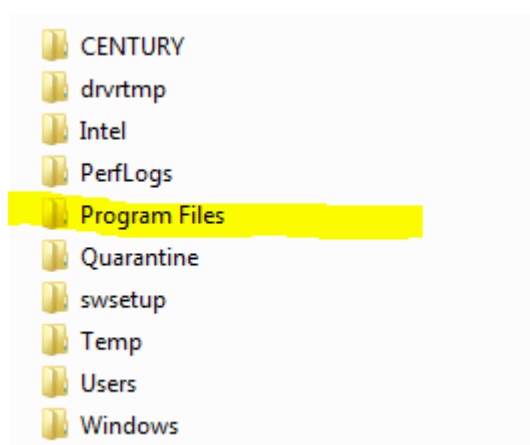 CENTURY
drvrtmp
Intel
PerfLogs
Program Files
Quarantine
swsetup
Temp
Users
Windows